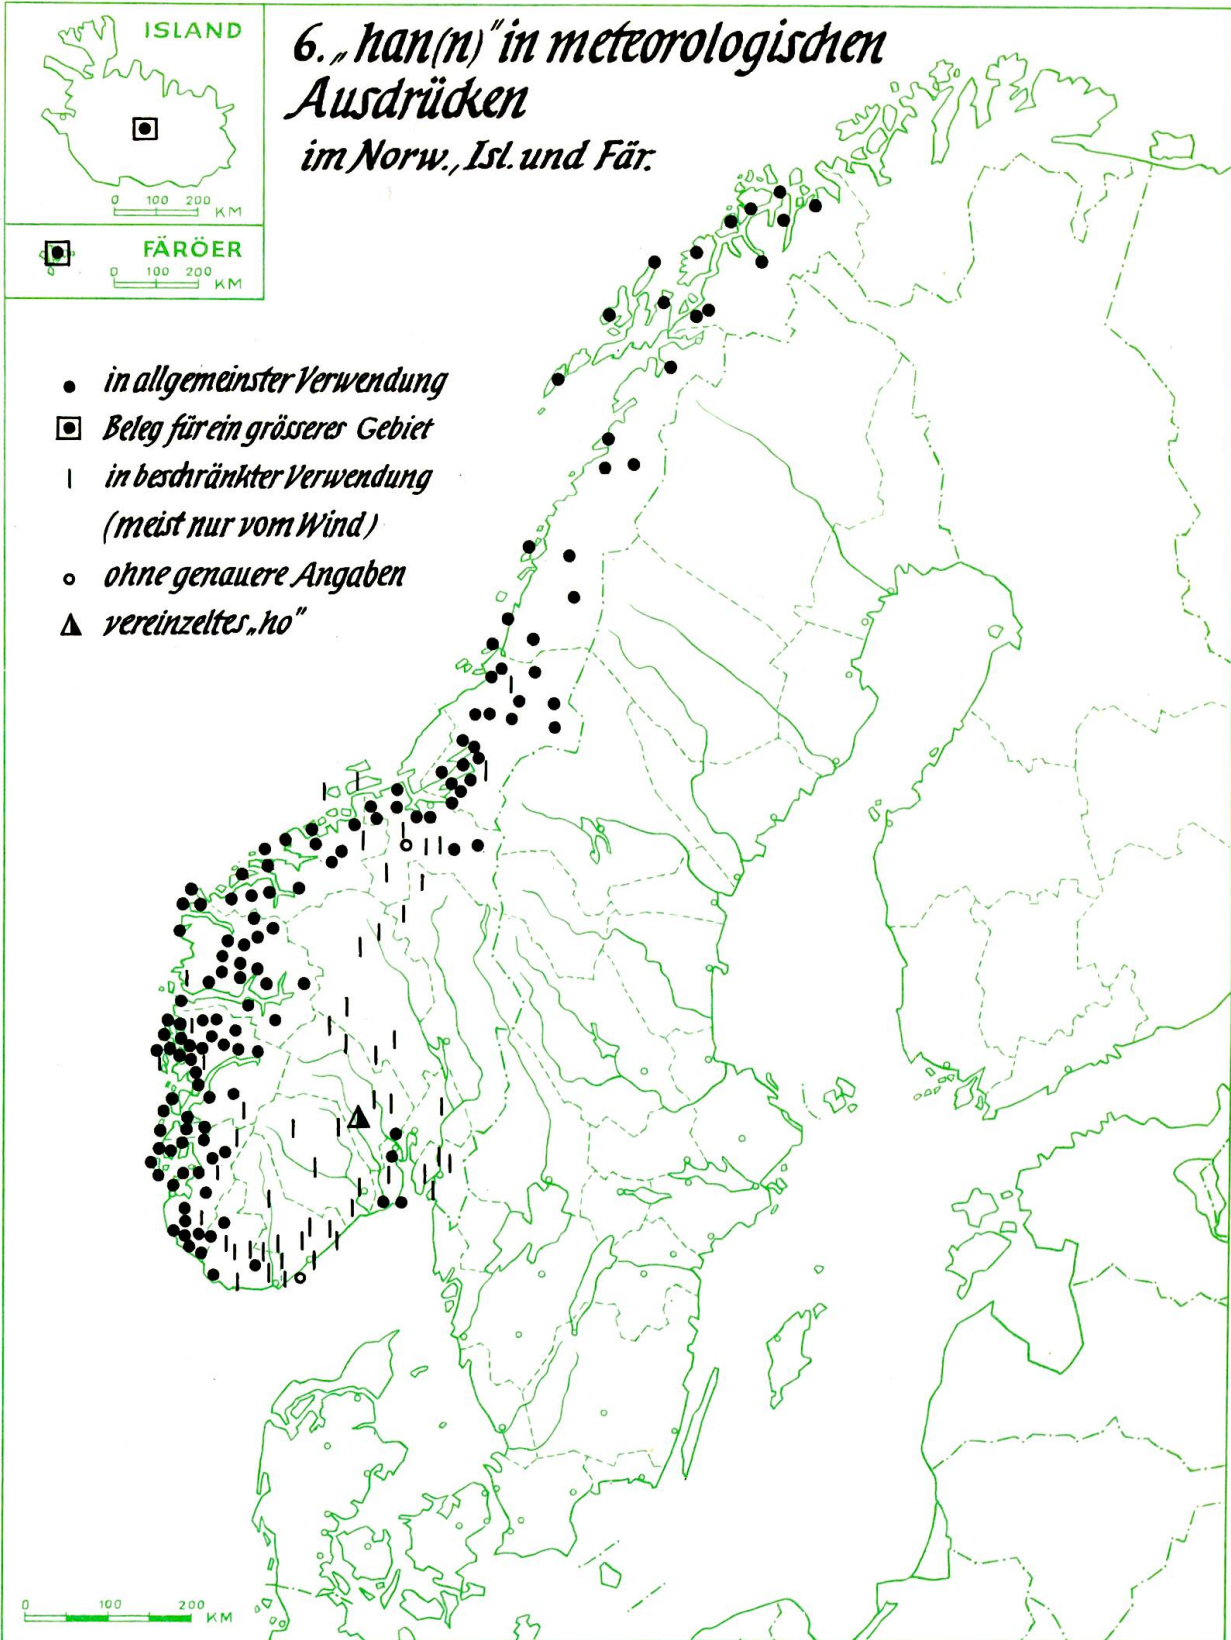 6. „han(n)" in meteorologischen
Ausdrücken
im Norw., Isl. und Fär.
ISLAND
0 100 200
KM
FÄRÖER
0 100 200
KM
in allgemeinster Verwendung
Beleg für ein grösseres Gebiet
in beschränkter Verwendung
(meist nur vom Wind)
ohne genauere Angaben
vereinzeltes „ho"
0 100 200 KM